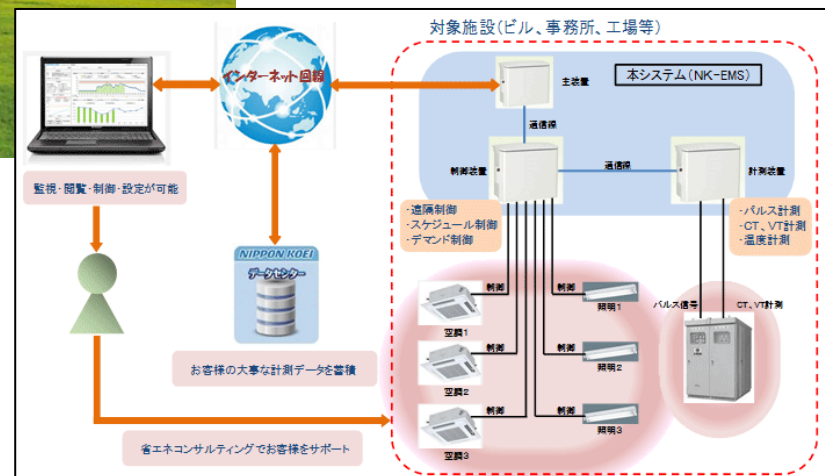 対象施設(ビル、事務所、工場等)
インターネット回線
主装置
本システム(NK-EMS)
通信線
制御装置
通信線
計測装置
監視・閲覧・制御・設定が可能
・遠隔制御
・スケジュール制御
・デマンド制御
・パルス計測
・CT、VT計測
・温度計測
NIPPON KOEI
データセンター
制御
制御
空調1
照明1
パルス信号
CT、VT計測
制御
制御
空調2
照明2
お客様の大事な計測データを蓄積
制御
制御
空調3
照明3
省エネコンサルティングでお客様をサポート